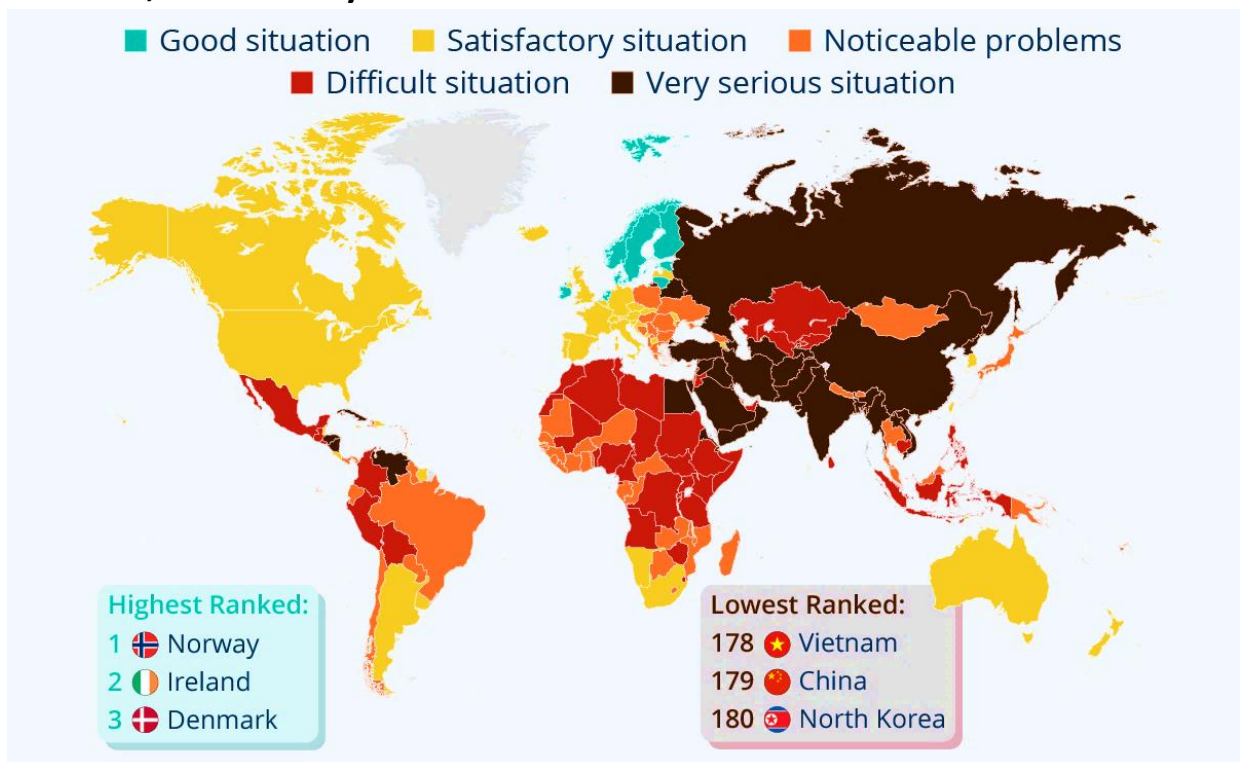 Good situation Satisfactory situation Noticeable problems
Difficult situation Very serious situation
Highest Ranked:
1 Norway
2 Ireland
3 Denmark
Lowest Ranked:
178 Vietnam
179 China
180 North Korea